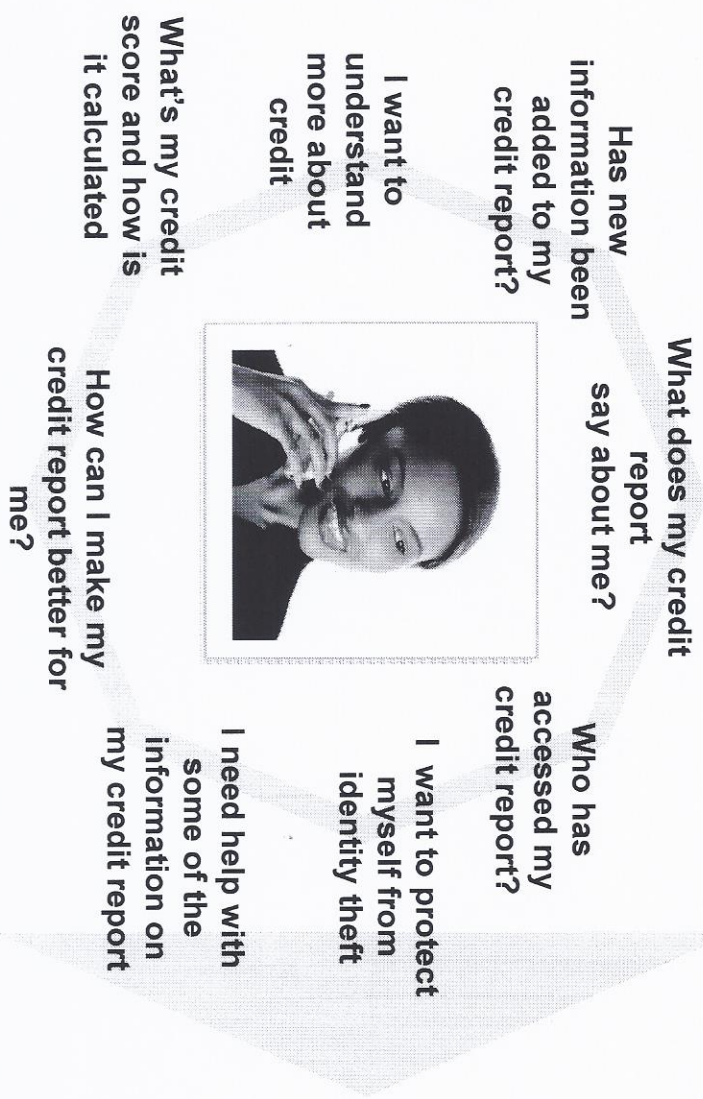 What does my credit
report
say about me?
Has new
information been
added to my
credit report?
Who has
accessed my
credit report?
I want to
understand
more about
credit
I want to protect
myself from
identity theft
What's my credit
score and how is
it calculated
I need help with
some of the
information on
my credit report
How can I make my
credit report better for
me?